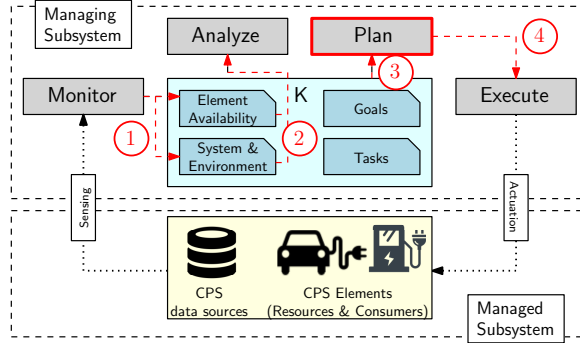 Managing
Subsystem
Analyze
Plan
4
3
Monitor
K
Execute
Element
Availability
Goals
1
2
System &
Environment
Tasks
Sensing
Actuation
CPS
data sources
CPS Elements
(Resources & Consumers)
Managed
Subsystem